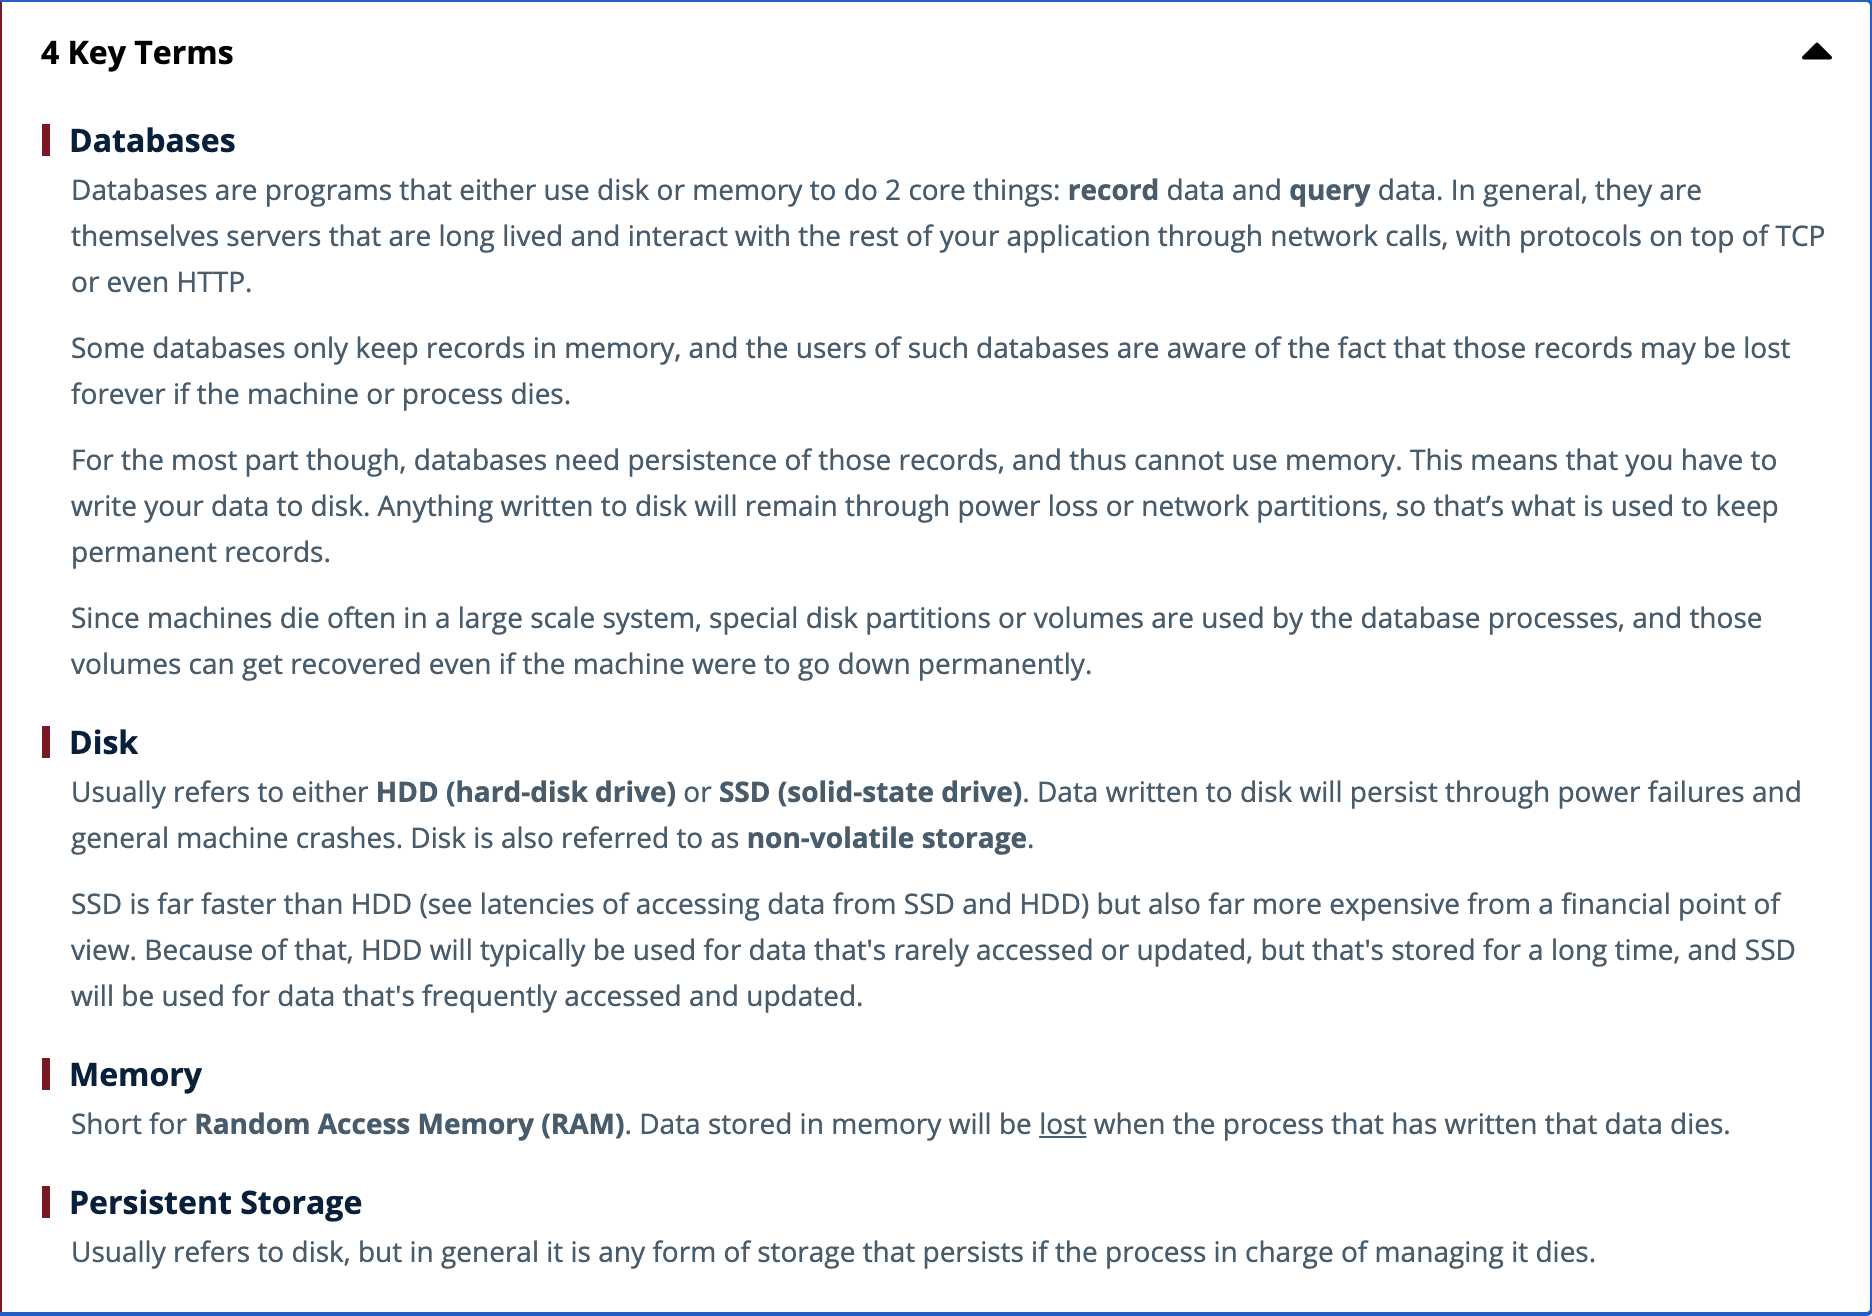 4 Key Terms
Databases
Databases are programs that either use disk or memory to do 2 core things: record data and query data. In general, they are
themselves servers that are long lived and interact with the rest of your application through network calls, with protocols on top of TCP
or even HTTP.
Some databases only keep records in memory, and the users of such databases are aware of the fact that those records may be lost
forever if the machine or process dies.
For the most part though, databases need persistence of those records, and thus cannot use memory. This means that you have to
write your data to disk. Anything written to disk will remain through power loss or network partitions, so that’s what is used to keep
permanent records.
Since machines die often in a large scale system, special disk partitions or volumes are used by the database processes, and those
volumes can get recovered even if the machine were to go down permanently.
Disk
Usually refers to either HDD (hard-disk drive) or SSD (solid-state drive). Data written to disk will persist through power failures and
general machine crashes. Disk is also referred to as non-volatile storage.
SSD is far faster than HDD (see latencies of accessing data from SSD and HDD) but also far more expensive from a financial point of
view. Because of that, HDD will typically be used for data that's rarely accessed or updated, but that's stored for a long time, and SSD
will be used for data that's frequently accessed and updated.
Memory
Short for Random Access Memory (RAM). Data stored in memory will be lost when the process that has written that data dies.
Persistent Storage
Usually refers to disk, but in general it is any form of storage that persists if the process in charge of managing it dies.